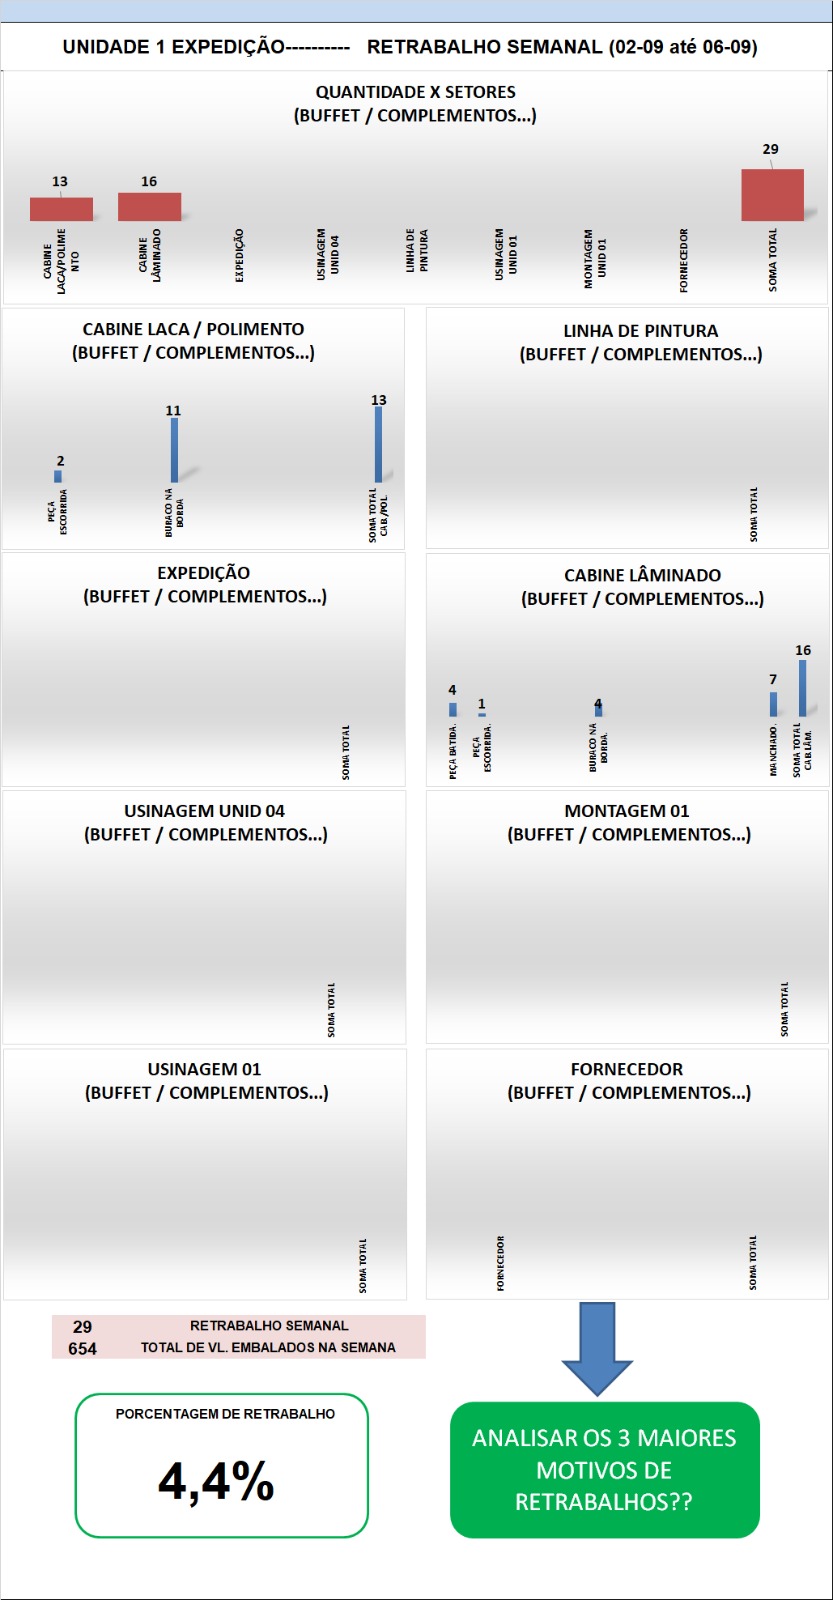 UNIDADE 1 EXPEDIÇÃO---------- RETRABALHO SEMANAL (02-09 até 06-09)
QUANTIDADE X SETORES
(BUFFET / COMPLEMENTOS...)
13
16
29
CABINE
LACA/POLIME
NTO
CABINE
LÂMINADO
EXPEDIÇÃO
USINAGEM
UNID 04
LINHA DE
PINTURA
USINAGEM
UNID 01
MONTAGEM
UNID 01
FORNECEDOR
SOMA TOTAL
CABINE LACA / POLIMENTO
(BUFFET / COMPLEMENTOS...)
2
11
13
PEÇA
ESCORRIDA
BURACO NA
BORDA
SOMA TOTAL
CAB./POL.
LINHA DE PINTURA
(BUFFET / COMPLEMENTOS...)
SOMA TOTAL
EXPEDIÇÃO
(BUFFET / COMPLEMENTOS...)
SOMA TOTAL
CABINE LÂMINADO
(BUFFET / COMPLEMENTOS...)
4
1
4
7
16
PEÇA BATIDA.
PEÇA
ESCORRIDA.
BURACO NA
BORDA.
MANCHADO.
SOMA TOTAL
CAB.LÂM.
USINAGEM UNID 04
(BUFFET / COMPLEMENTOS...)
SOMA TOTAL
MONTAGEM 01
(BUFFET / COMPLEMENTOS...)
SOMA TOTAL
USINAGEM 01
(BUFFET / COMPLEMENTOS...)
SOMA TOTAL
FORNECEDOR
(BUFFET / COMPLEMENTOS...)
FORNECEDOR
SOMA TOTAL
29 RETRABALHO SEMANAL
654 TOTAL DE VL. EMBALADOS NA SEMANA
PORCENTAGEM DE RETRABALHO
4,4%
ANALISAR OS 3 MAIORES
MOTIVOS DE
RETRABALHOS??